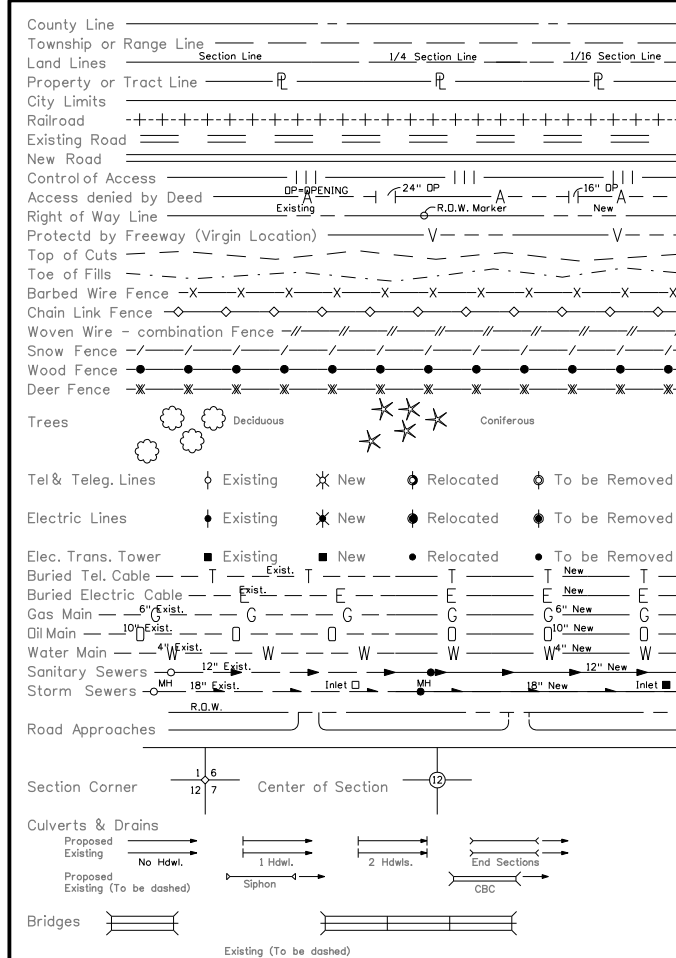 County Line
Township or Range Line
Land Lines Section Line 1/4 Section Line 1/16 Section Line
Property or Tract Line PL PL PL
City Limits
Railroad
Existing Road
New Road
Control of Access
Access denied by Deed OP=OPENING A 24" OP A 16" OP A
Right of Way Line Existing R.O.W. Marker New
Protectd by Freeway (Virgin Location) V V
Top of Cuts
Toe of Fills
Barbed Wire Fence X X X X X X X X X X
Chain Link Fence
Woven Wire - combination Fence
Snow Fence
Wood Fence
Deer Fence
Trees Deciduous Coniferous
Tel & Teleg. Lines Existing New Relocated To be Removed
Electric Lines Existing New Relocated To be Removed
Elec. Trans. Tower Existing New Relocated To be Removed
Buried Tel. Cable T Exist. T T T New T
Buried Electric Cable Exist. E E E E New E
Gas Main 6" Exist. G G G G G 6" New G
Oil Main 10" Exist. O O O O O 10" New O
Water Main 4" Exist. W W W W W 4" New W
Sanitary Sewers 12" Exist. 12" New
Storm Sewers MH 18" Exist. Inlet MH 18" New Inlet
R.O.W.
Road Approaches
Section Corner 1 6 Center of Section 12
12 7
Culverts & Drains
Proposed
Existing
No Hdwl. 1 Hdwl. 2 Hdwls. End Sections
Proposed
Existing (To be dashed) Siphon CBC
Bridges
Existing (To be dashed)